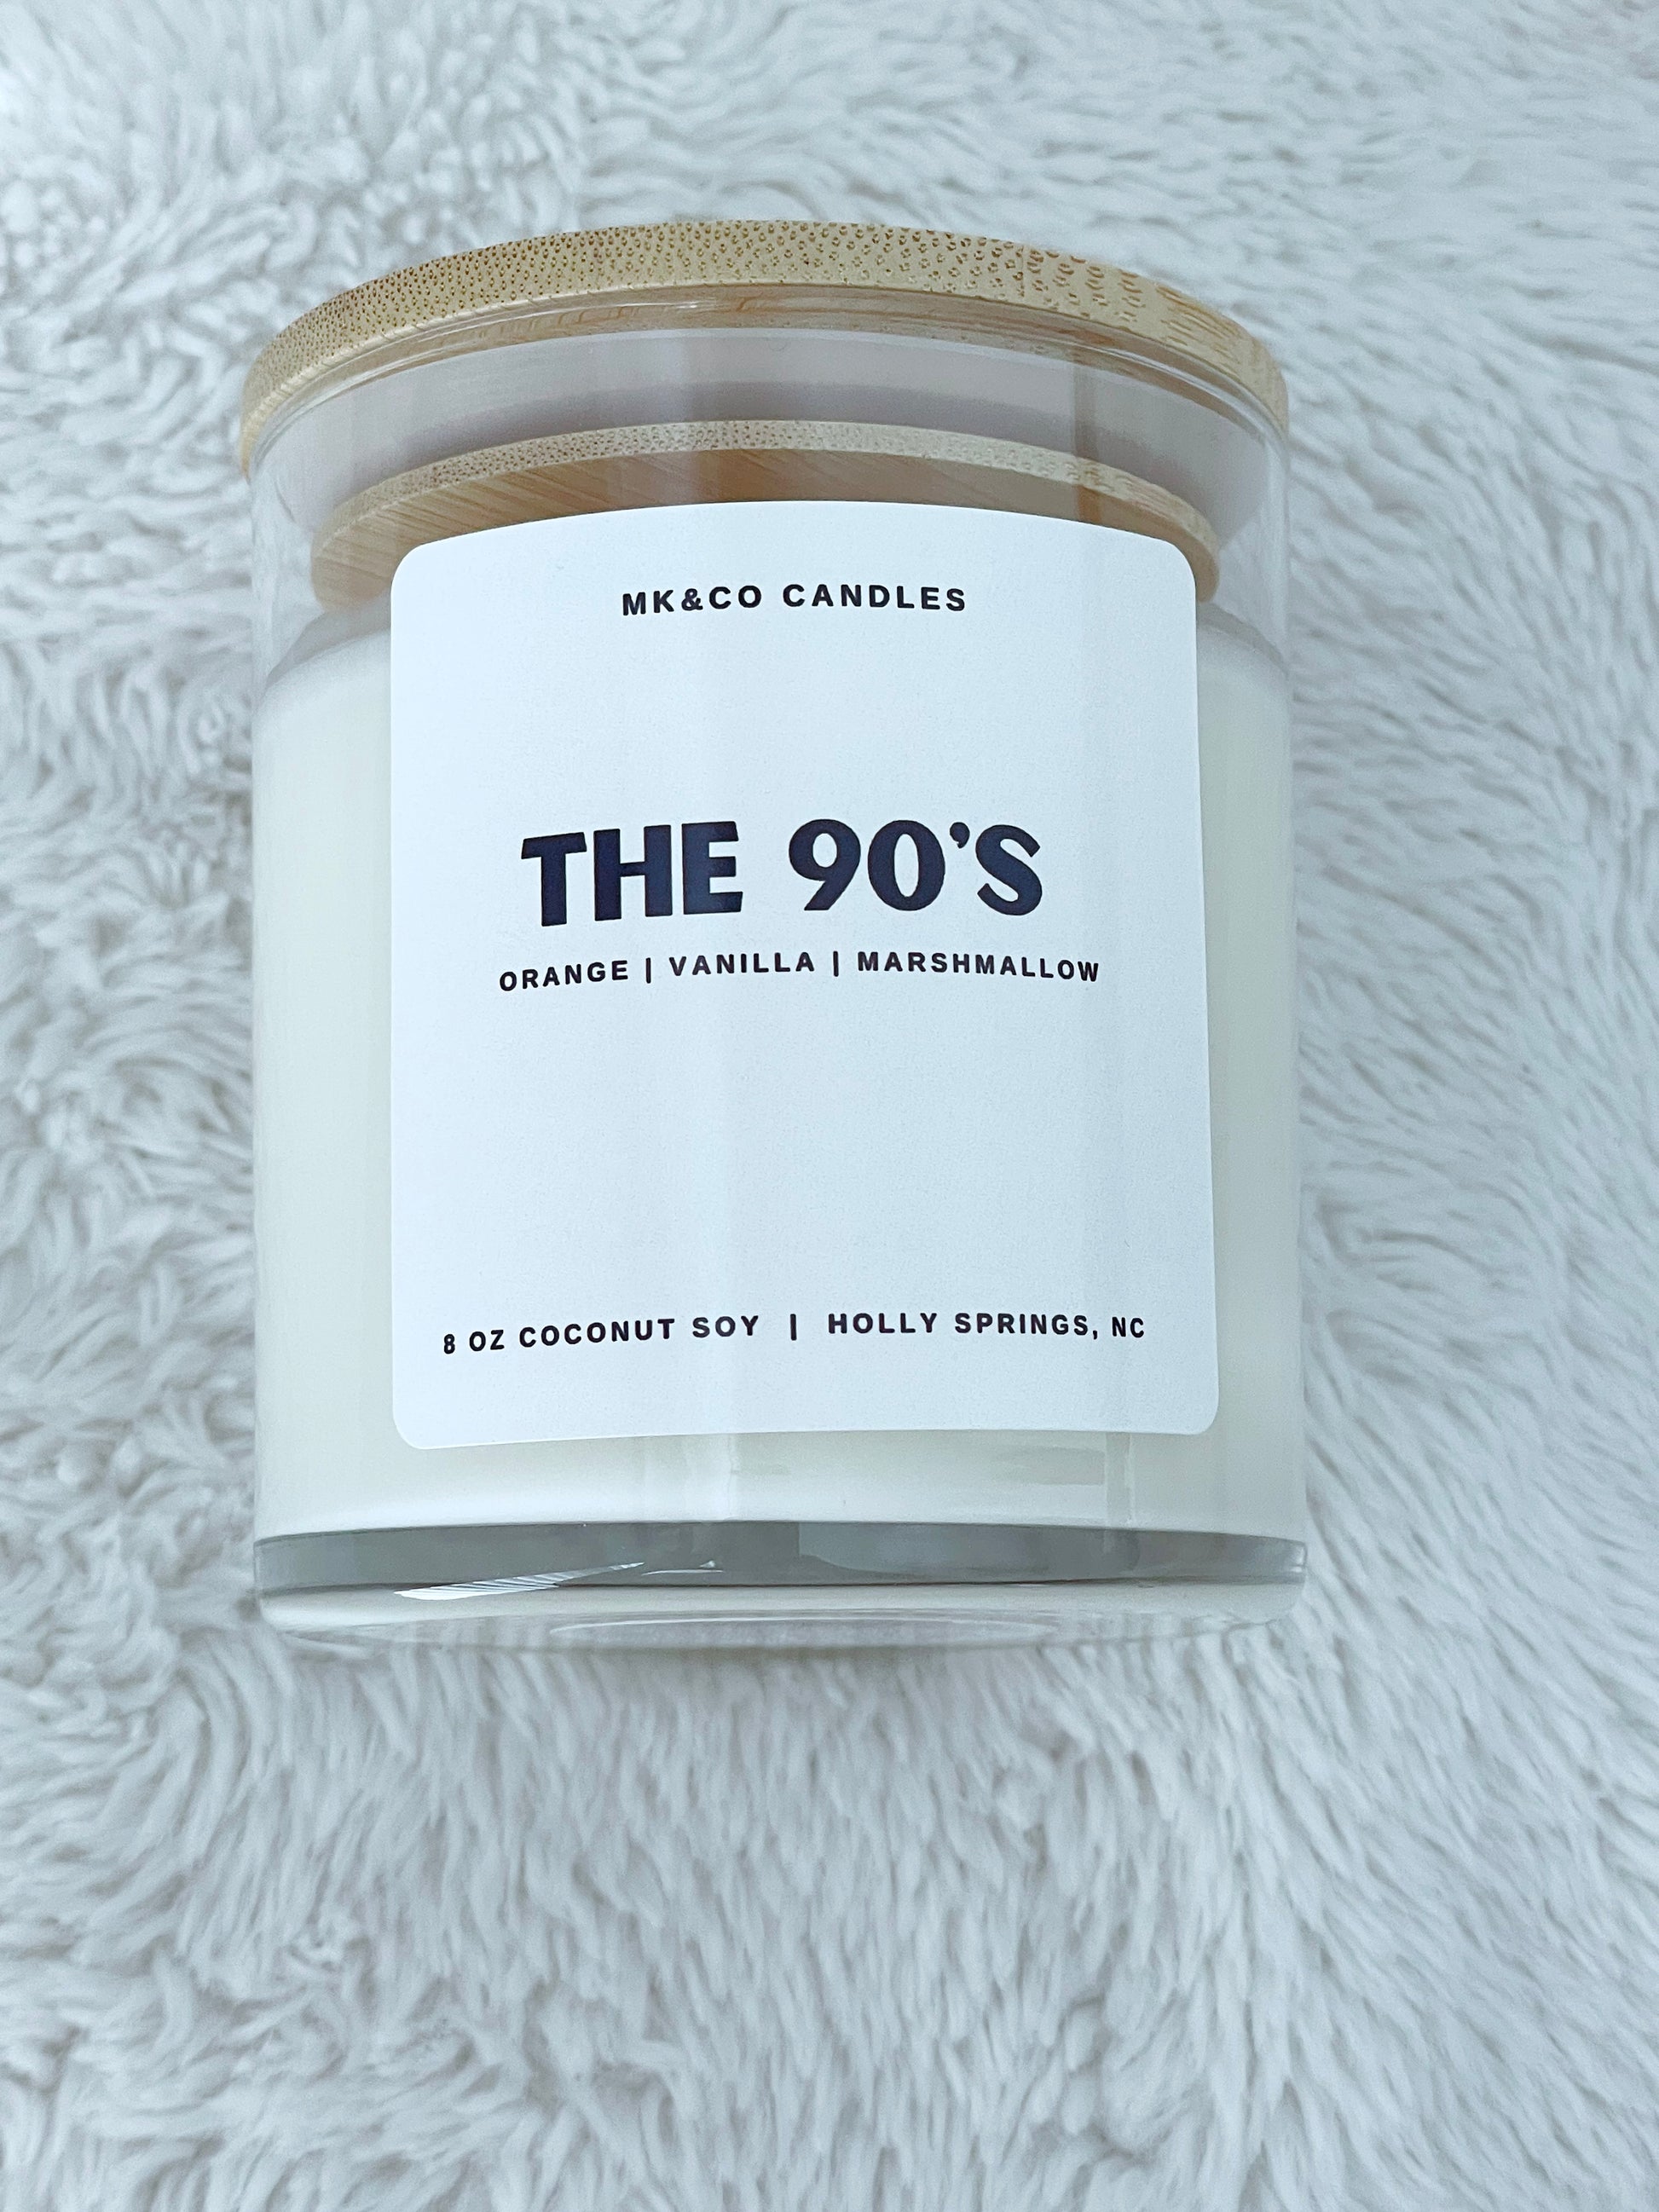 MK&CO CANDLES
THE 90'S
ORANGE | VANILLA | MARSHMALLOW
8 OZ COCONUT SOY | HOLLY SPRINGS, NC